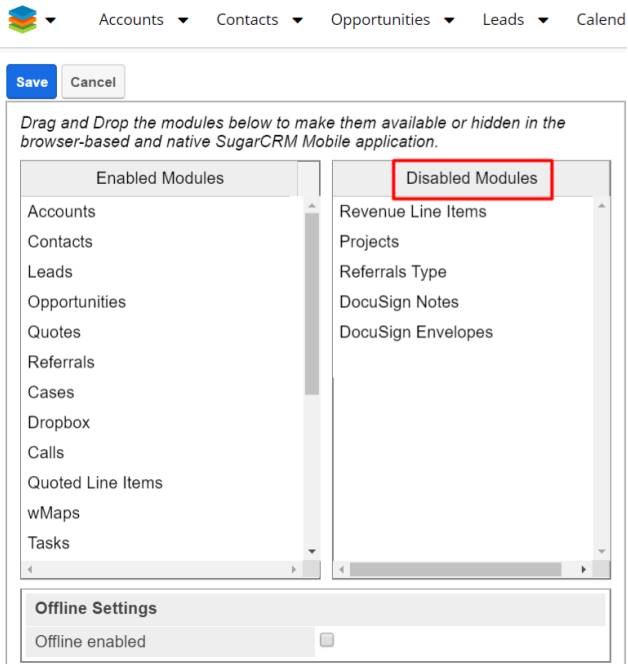 Accounts Contacts Opportunities Leads Calend
Save Cancel
Drag and Drop the modules below to make them available or hidden in the
browser-based and native SugarCRM Mobile application.
Enabled Modules
Accounts
Contacts
Leads
Opportunities
Quotes
Referrals
Cases
Dropbox
Calls
Quoted Line Items
wMaps
Tasks
Disabled Modules
Revenue Line Items
Projects
Referrals Type
DocuSign Notes
DocuSign Envelopes
Offline Settings
Offline enabled